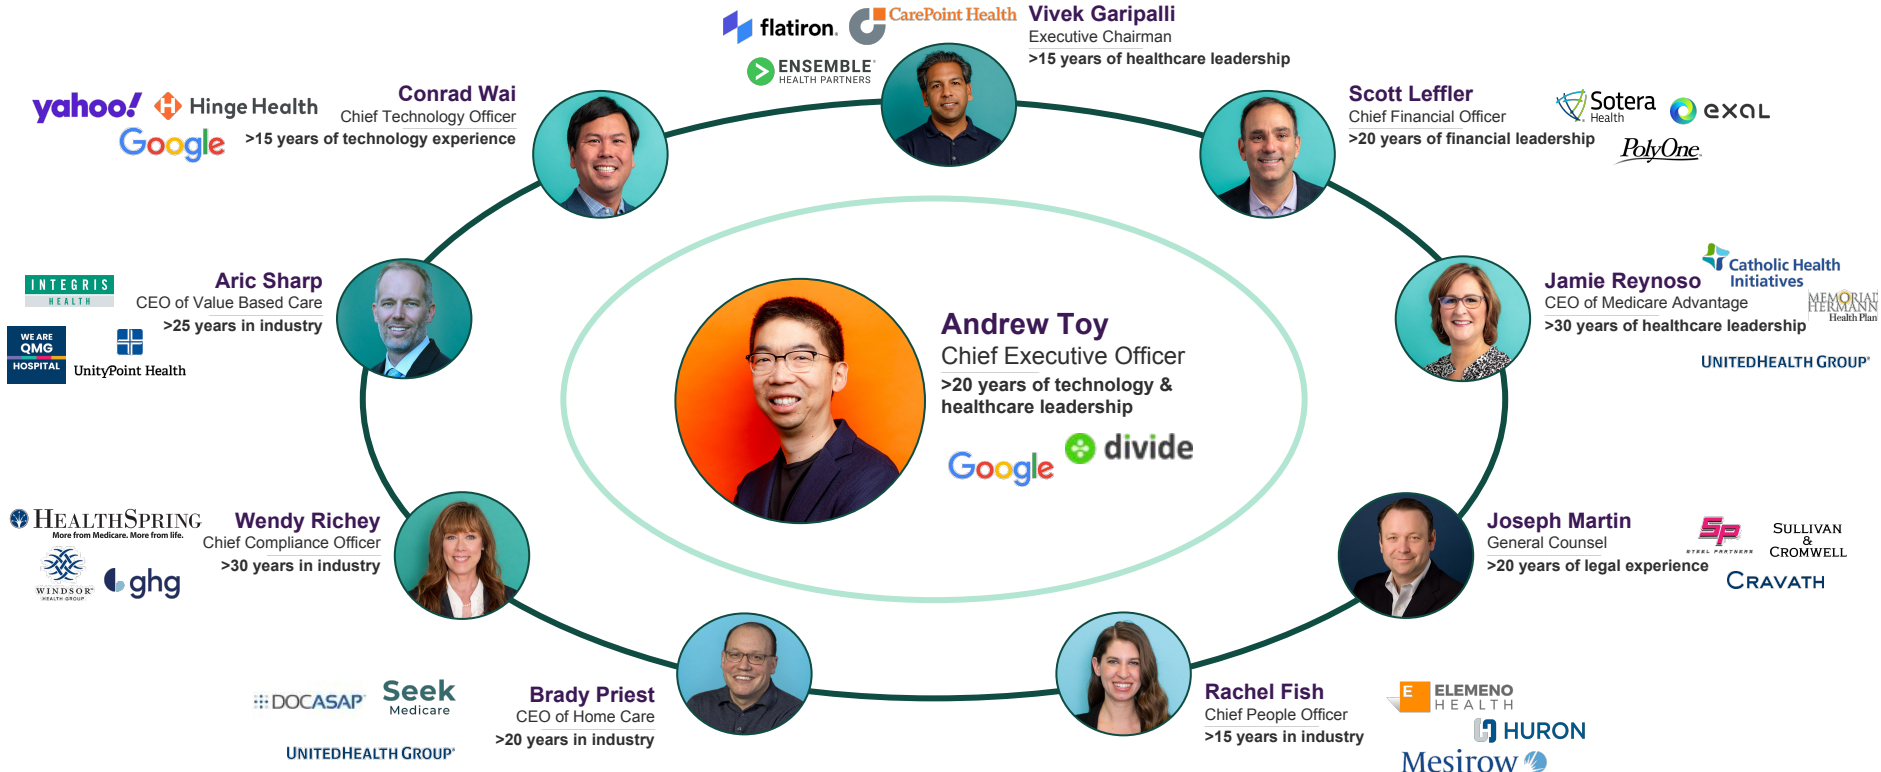 flatiron.
CarePoint Health
ENSEMBLE
HEALTH PARTNERS
Vivek Garipalli
Executive Chairman
>15 years of healthcare leadership
yahoo!
Hinge Health
Google
Conrad Wai
Chief Technology Officer
>15 years of technology experience
Scott Leffler
Chief Financial Officer
>20 years of financial leadership
Sotera
Health
exal
PolyOne
INTEGRIS
HEALTH
WE ARE
QMG
HOSPITAL
UnityPoint Health
Aric Sharp
CEO of Value Based Care
>25 years in industry
Andrew Toy
Chief Executive Officer
>20 years of technology &
healthcare leadership
Google
divide
Jamie Reynoso
CEO of Medicare Advantage
>30 years of healthcare leadership
Catholic Health
Initiatives
MEMORIAL
HERMANN
Health Plan
UNITEDHEALTH GROUP®
HEALTHSPRING
More from Medicare. More from life.
WINDSOR
HEALTH GROUP
ghg
Wendy Richey
Chief Compliance Officer
>30 years in industry
Joseph Martin
General Counsel
>20 years of legal experience
SP
STEEL PARTNERS
SULLIVAN
&
CROMWELL
CRAVATH
DOCASAP
Seek
Medicare
UNITEDHEALTH GROUP®
Brady Priest
CEO of Home Care
>20 years in industry
Rachel Fish
Chief People Officer
>15 years in industry
E
ELEMENO
HEALTH
HURON
Mesirow